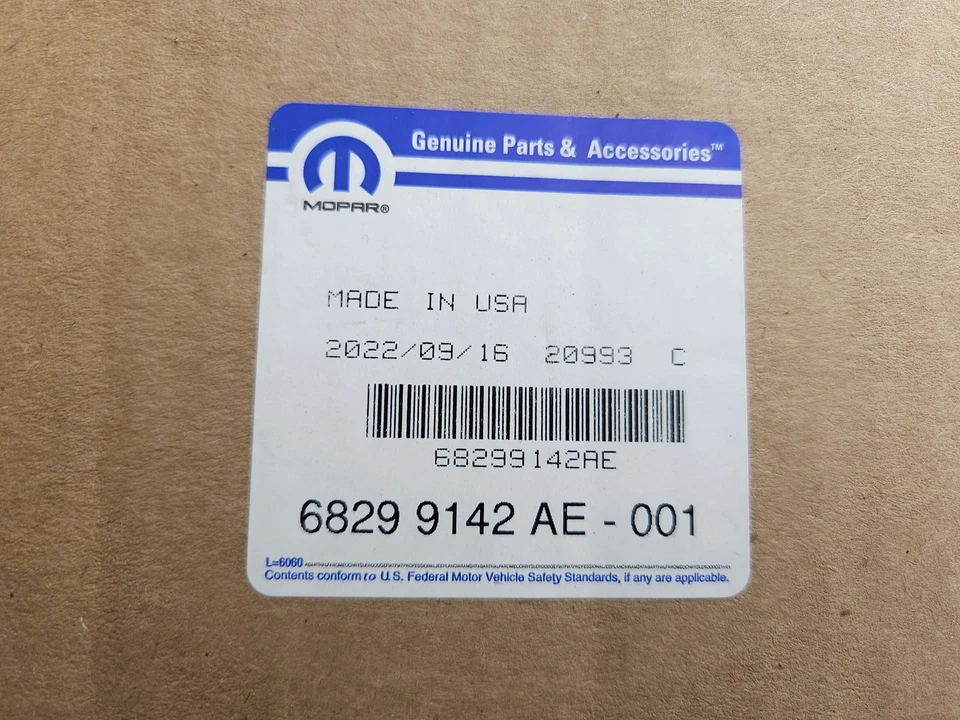 Genuine Parts & Accessories™
MOPAR®
MADE IN USA
2022/09/16 20993 C
68299142AE
6829 9142 AE - 001
L=6060
Contents conform to U.S. Federal Motor Vehicle Safety Standards, if any are applicable.